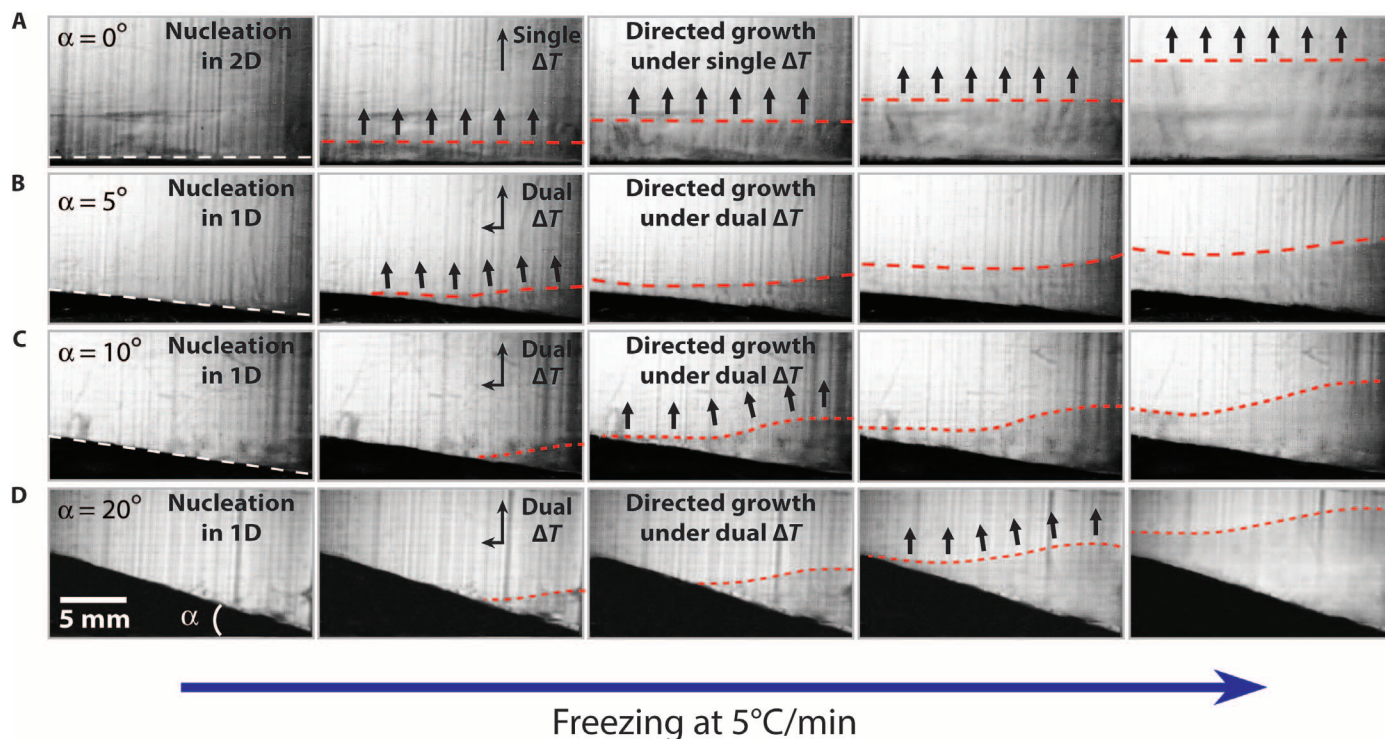 A
α = 0°
Nucleation
in 2D
Single
ΔT
Directed growth
under single ΔT
B
α = 5°
Nucleation
in 1D
Dual
ΔT
Directed growth
under dual ΔT
C
α = 10°
Nucleation
in 1D
Dual
ΔT
Directed growth
under dual ΔT
D
α = 20°
Nucleation
in 1D
Dual
ΔT
Directed growth
under dual ΔT
5 mm
α
Freezing at 5°C/min